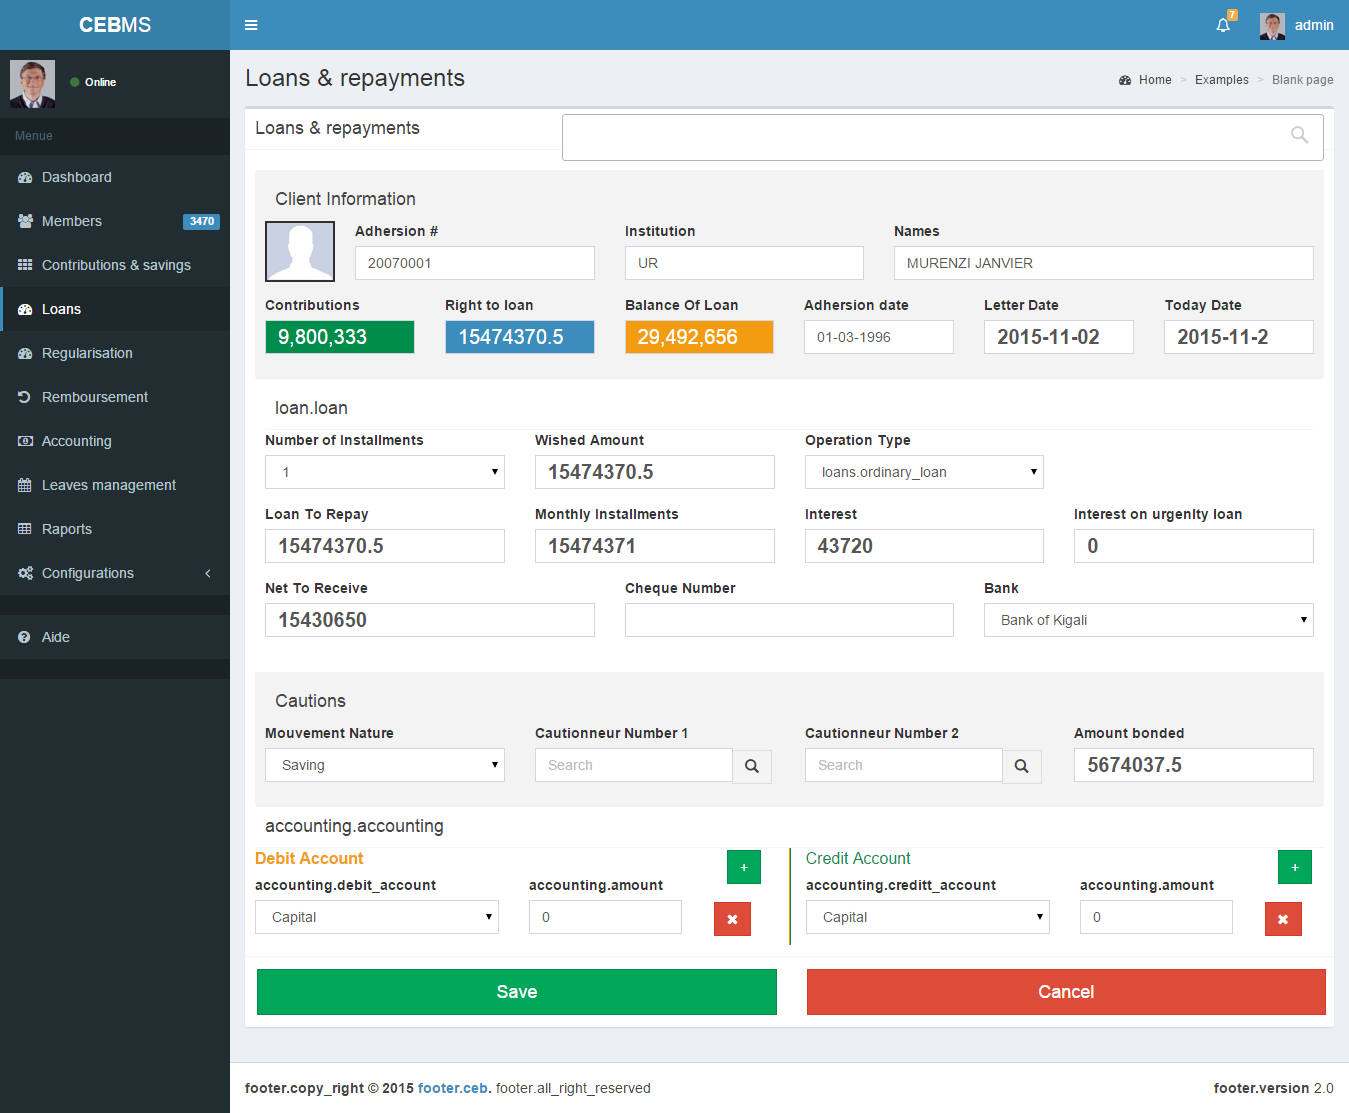 CEBMS
7
admin
Online
Menue
Dashboard
Members 3470
Contributions & savings
Loans
Regularisation
Remboursement
Accounting
Leaves management
Raports
Configurations
Aide
Loans & repayments
Home > Examples > Blank page
Loans & repayments
Client Information
Adhersion # Institution Names
20070001 UR MURENZI JANVIER
Contributions Right to loan Balance Of Loan Adhersion date Letter Date Today Date
9,800,333 15474370.5 29,492,656 01-03-1996 2015-11-02 2015-11-2
loan.loan
Number of Installments Wished Amount Operation Type
1 15474370.5 loans.ordinary_loan
Loan To Repay Monthly Installments Interest Interest on urgenlty loan
15474370.5 15474371 43720 0
Net To Receive Cheque Number Bank
15430650 Bank of Kigali
Cautions
Mouvement Nature Cautionneur Number 1 Cautionneur Number 2 Amount bonded
Saving Search Search 5674037.5
accounting.accounting
Debit Account + Credit Account +
accounting.debit_account accounting.amount accounting.creditt_account accounting.amount
Capital 0 Capital 0
Save Cancel
footer.copy_right © 2015 footer.ceb. footer.all_right_reserved footer.version 2.0